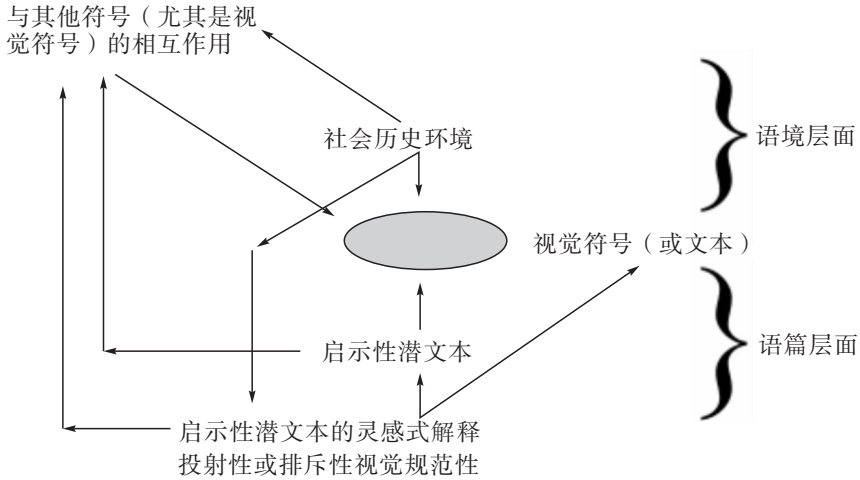 与其他符号（尤其是视
觉符号）的相互作用
社会历史环境
语境层面
视觉符号（或文本）
启示性潜文本
语篇层面
启示性潜文本的灵感式解释
投射性或排斥性视觉规范性